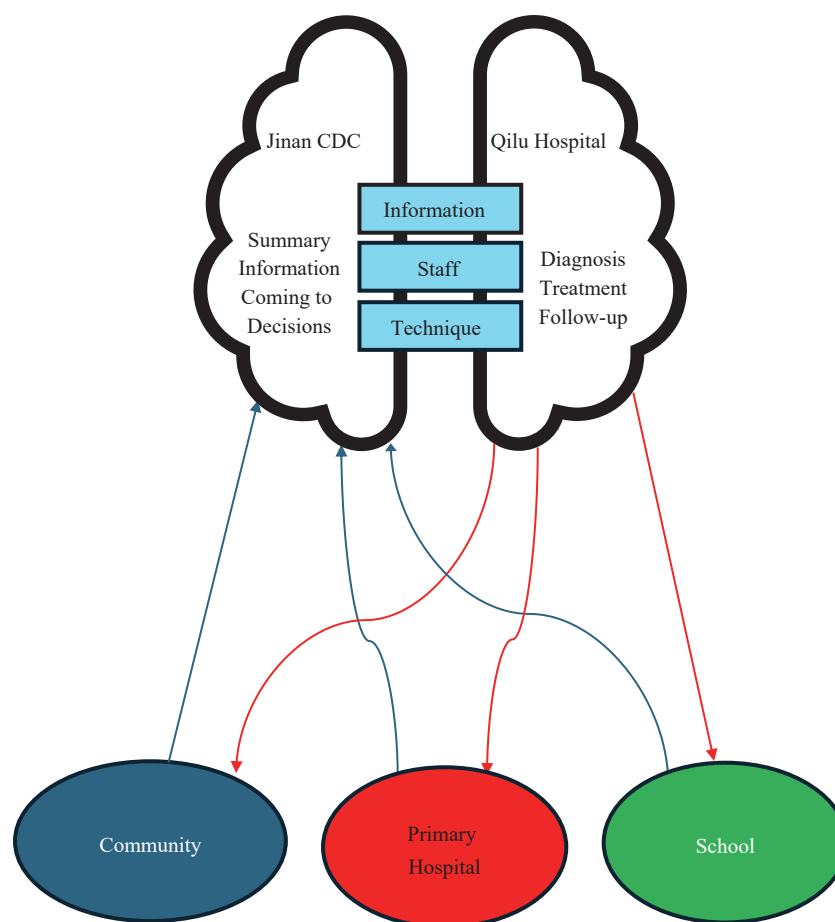 Jinan CDC
Qilu Hospital
Information
Staff
Technique
Summary
Information
Coming to
Decisions
Diagnosis
Treatment
Follow-up
Community
Primary
Hospital
School